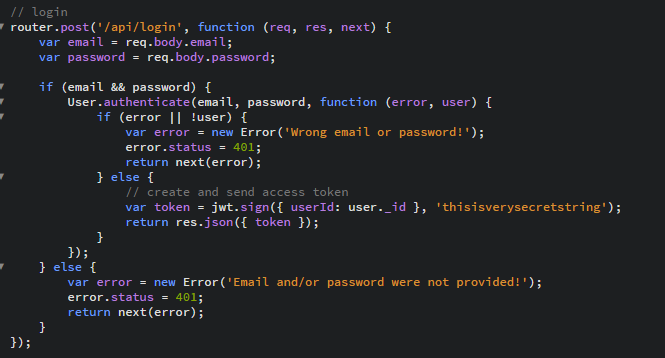 // login
router.post('/api/login', function (req, res, next) {
    var email = req.body.email;
    var password = req.body.password;
    if (email && password) {
        User.authenticate(email, password, function (error, user) {
            if (error || !user) {
                var error = new Error('Wrong email or password!');
                error.status = 401;
                return next(error);
            } else {
                // create and send access token
                var token = jwt.sign({ userId: user._id }, 'thisisverysecretstring');
                return res.json({ token });
            }
        });
    } else {
        var error = new Error('Email and/or password were not provided!');
        error.status = 401;
        return next(error);
    }
});